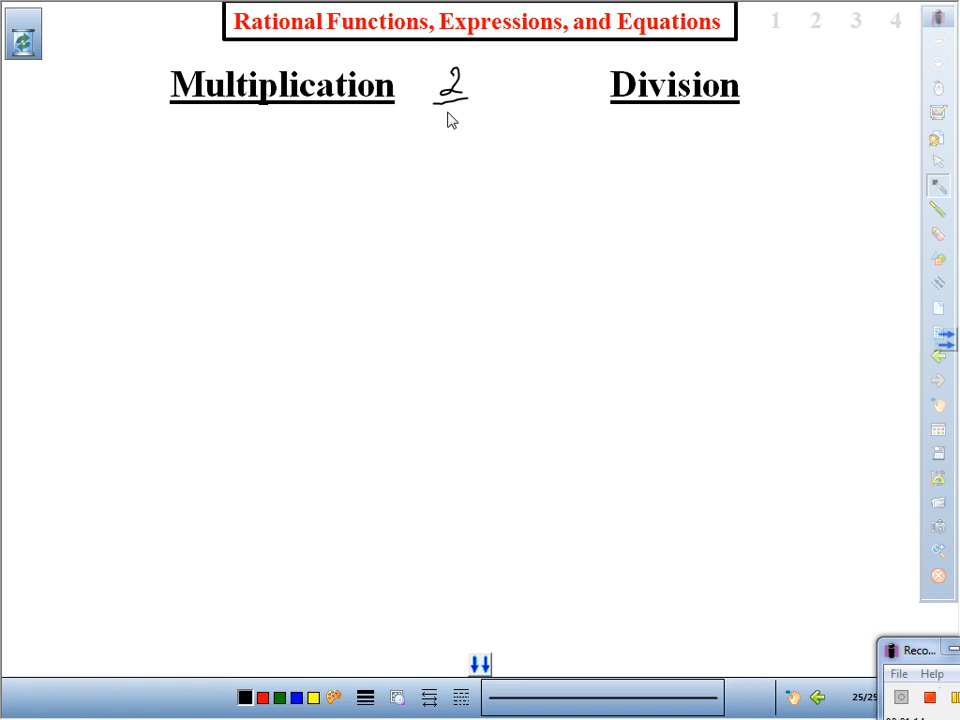 Rational Functions, Expressions, and Equations 1 2 3 4
Multiplication 2 Division
Reco...
File Help
25/25